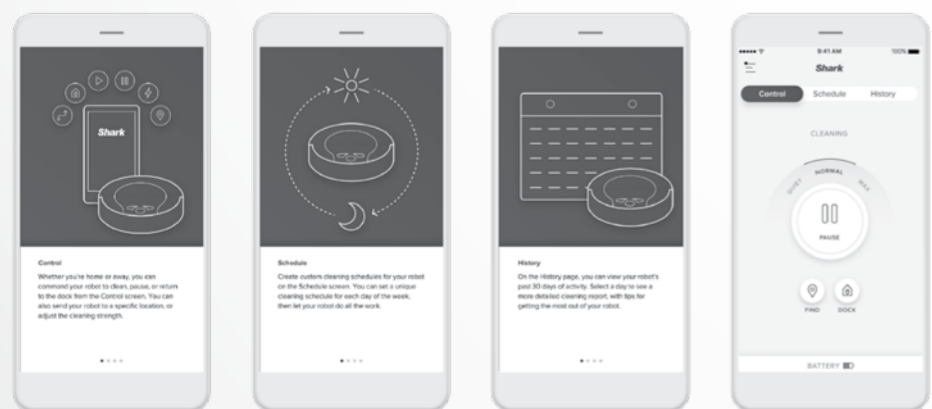 Shark
Control
Whether you're home or away, you can
command your robot to clean, pause, or return
to the dock from the Control screen. You can
also send your robot to a specific location, or
adjust the cleaning strength.
Schedule
Create custom cleaning schedules for your robot
on the Schedule screen. You can set a unique
cleaning schedule for each day of the week,
then let your robot do all the work.
History
On the History page, you can view your robot's
past 30 days of activity. Select a day to see a
more detailed cleaning report, with tips for
getting the most out of your robot.
9:41 AM 100%
Shark
Control Schedule History
CLEANING
QUIET NORMAL MAX
PAUSE
FIND DOCK
BATTERY